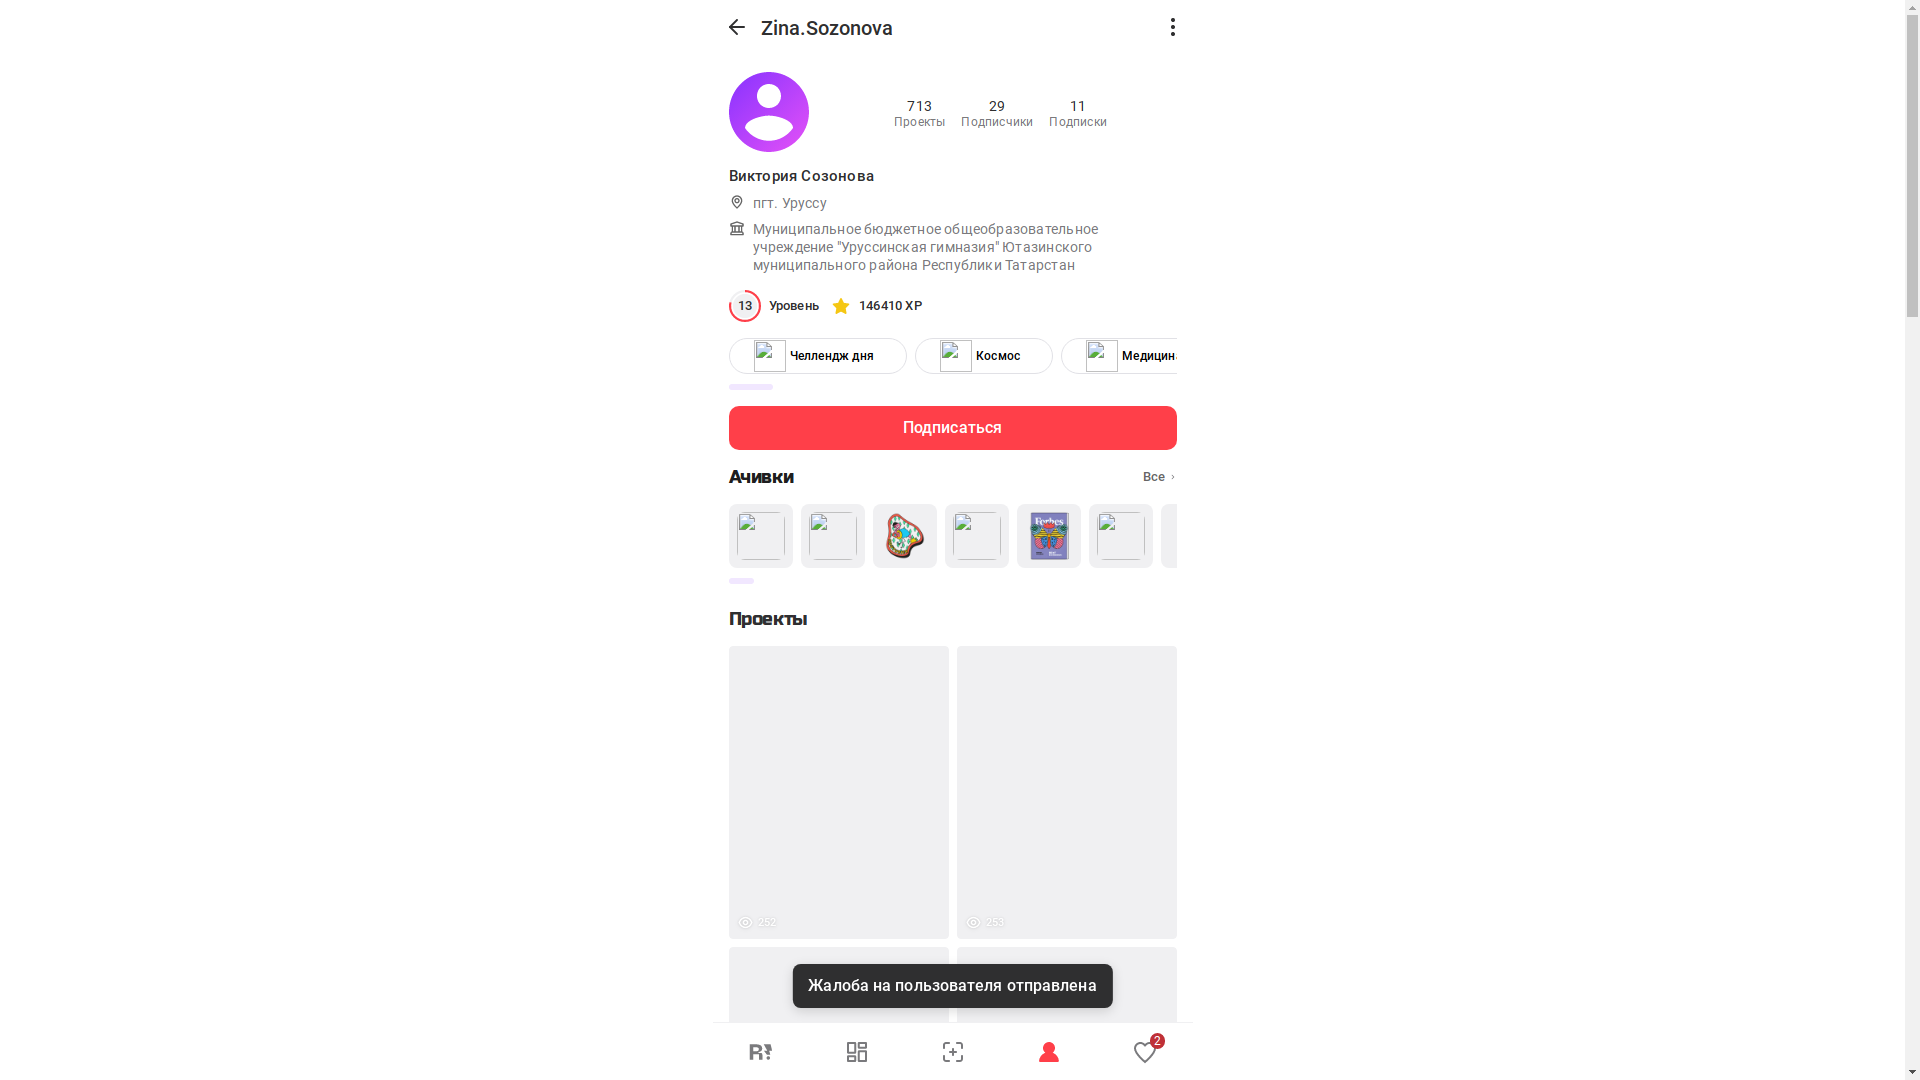 Zina.Sozonova
713
Проекты
29
Подписчики
11
Подписки
Виктория Созонова
пгт. Уруссу
Муниципальное бюджетное общеобразовательное
учреждение "Уруссинская гимназия" Ютазинского
муниципального района Республики Татарстан
13 Уровень 146410 XP
Челлендж дня
Космос
Медицина
Подписаться
Ачивки
Все
Forbes
Проекты
252
253
Жалоба на пользователя отправлена
R!
2